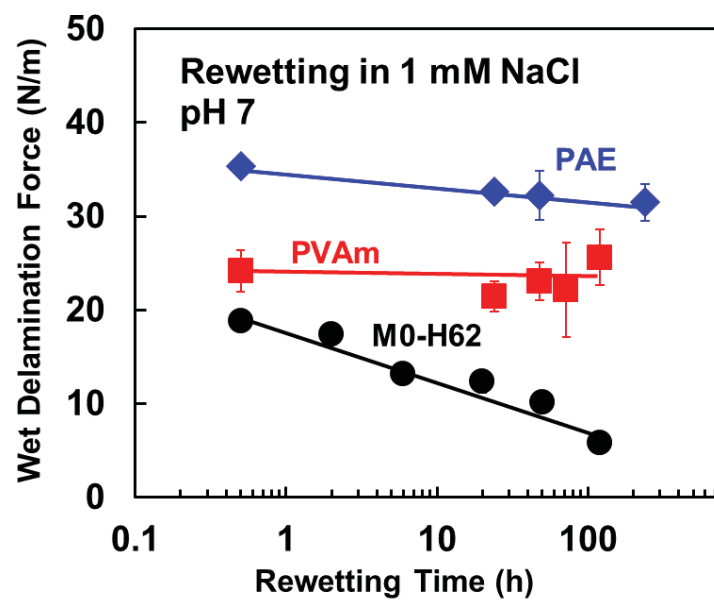 50
40
30
20
10
0
Wet Delamination Force (N/m)
Rewetting in 1 mM NaCl
pH 7
PAE
PVAm
M0-H62
0.1
1
10
100
Rewetting Time (h)